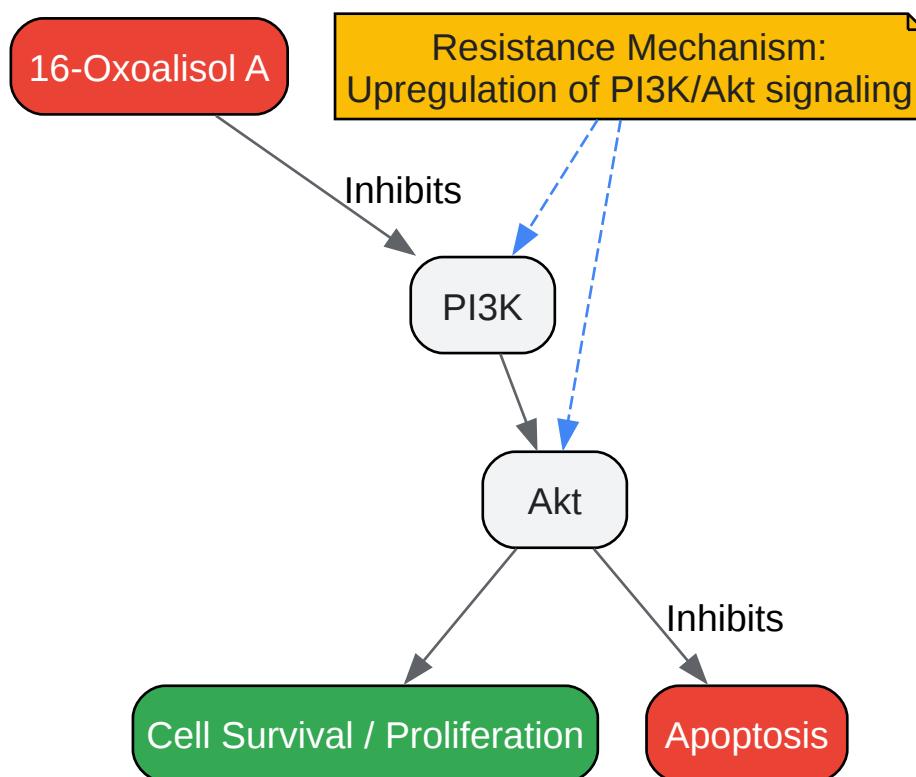 16-Oxoalisol A
Resistance Mechanism:
Upregulation of PI3K/Akt signaling
Inhibits
PI3K
Akt
Inhibits
Cell Survival / Proliferation
Apoptosis